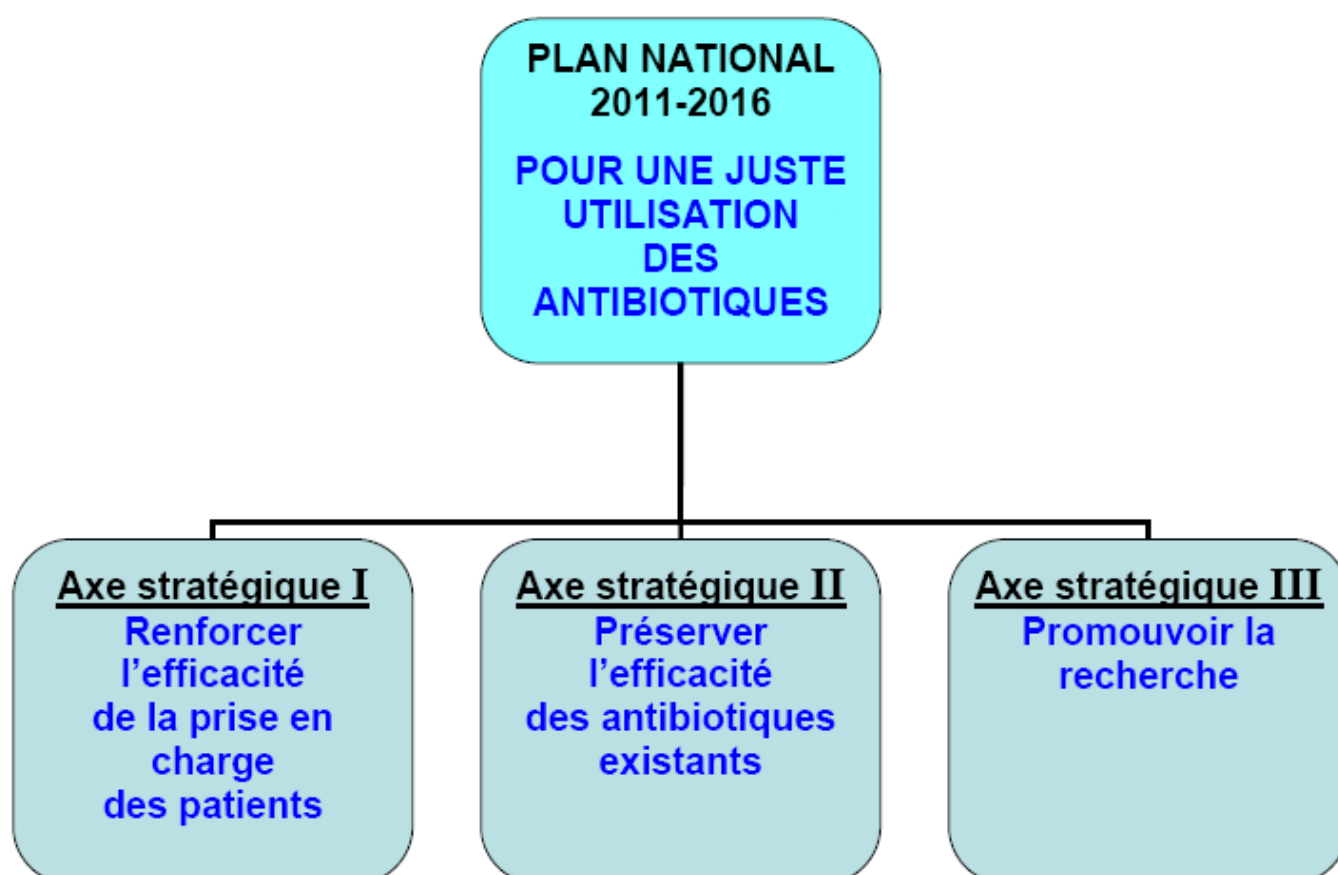 PLAN NATIONAL
2011-2016
POUR UNE JUSTE
UTILISATION
DES
ANTIBIOTIQUES
Axe stratégique I
Renforcer
l’efficacité
de la prise en
charge
des patients
Axe stratégique II
Préserver
l’efficacité
des antibiotiques
existants
Axe stratégique III
Promouvoir la
recherche